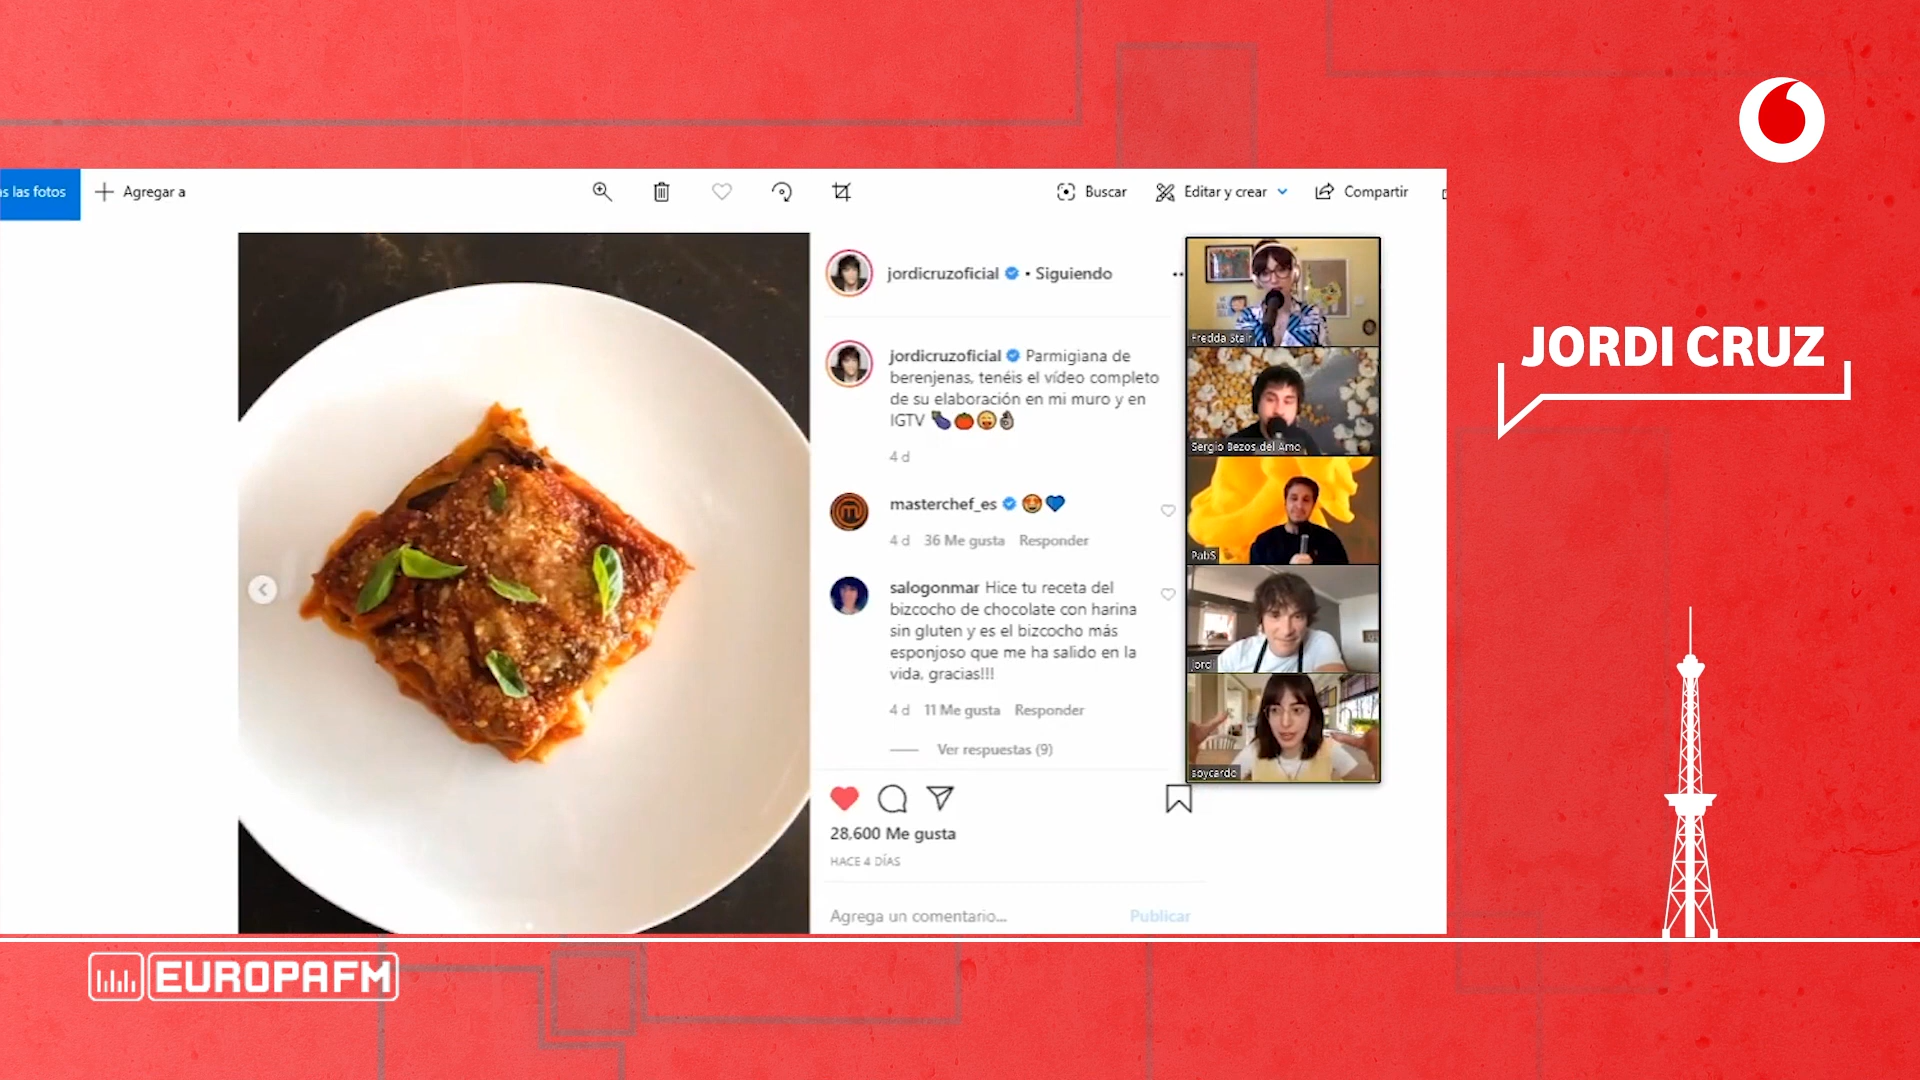 as las fotos
Agregar a
Buscar
Editar y crear
Compartir
jordicruzoficial • Siguiendo
jordicruzoficial Parmigiana de
berenjenas, tenéis el vídeo completo
de su elaboración en mi muro y en
IGTV 🍆🍅😋👌🏿
4 d
masterchef_es 🤩💙
4 d 36 Me gusta Responder
salogonmar Hice tu receta del
bizcocho de chocolate con harina
sin gluten y es el bizcocho más
esponjoso que me ha salido en la
vida, gracias!!!
4 d 11 Me gusta Responder
Ver respuestas (9)
28,600 Me gusta
HACE 4 DÍAS
Agrega un comentario...
Publicar
Fredda Stair
Sergio Bezos del Amo
PabS
jordi
soycardo
JORDI CRUZ
EUROPA FM